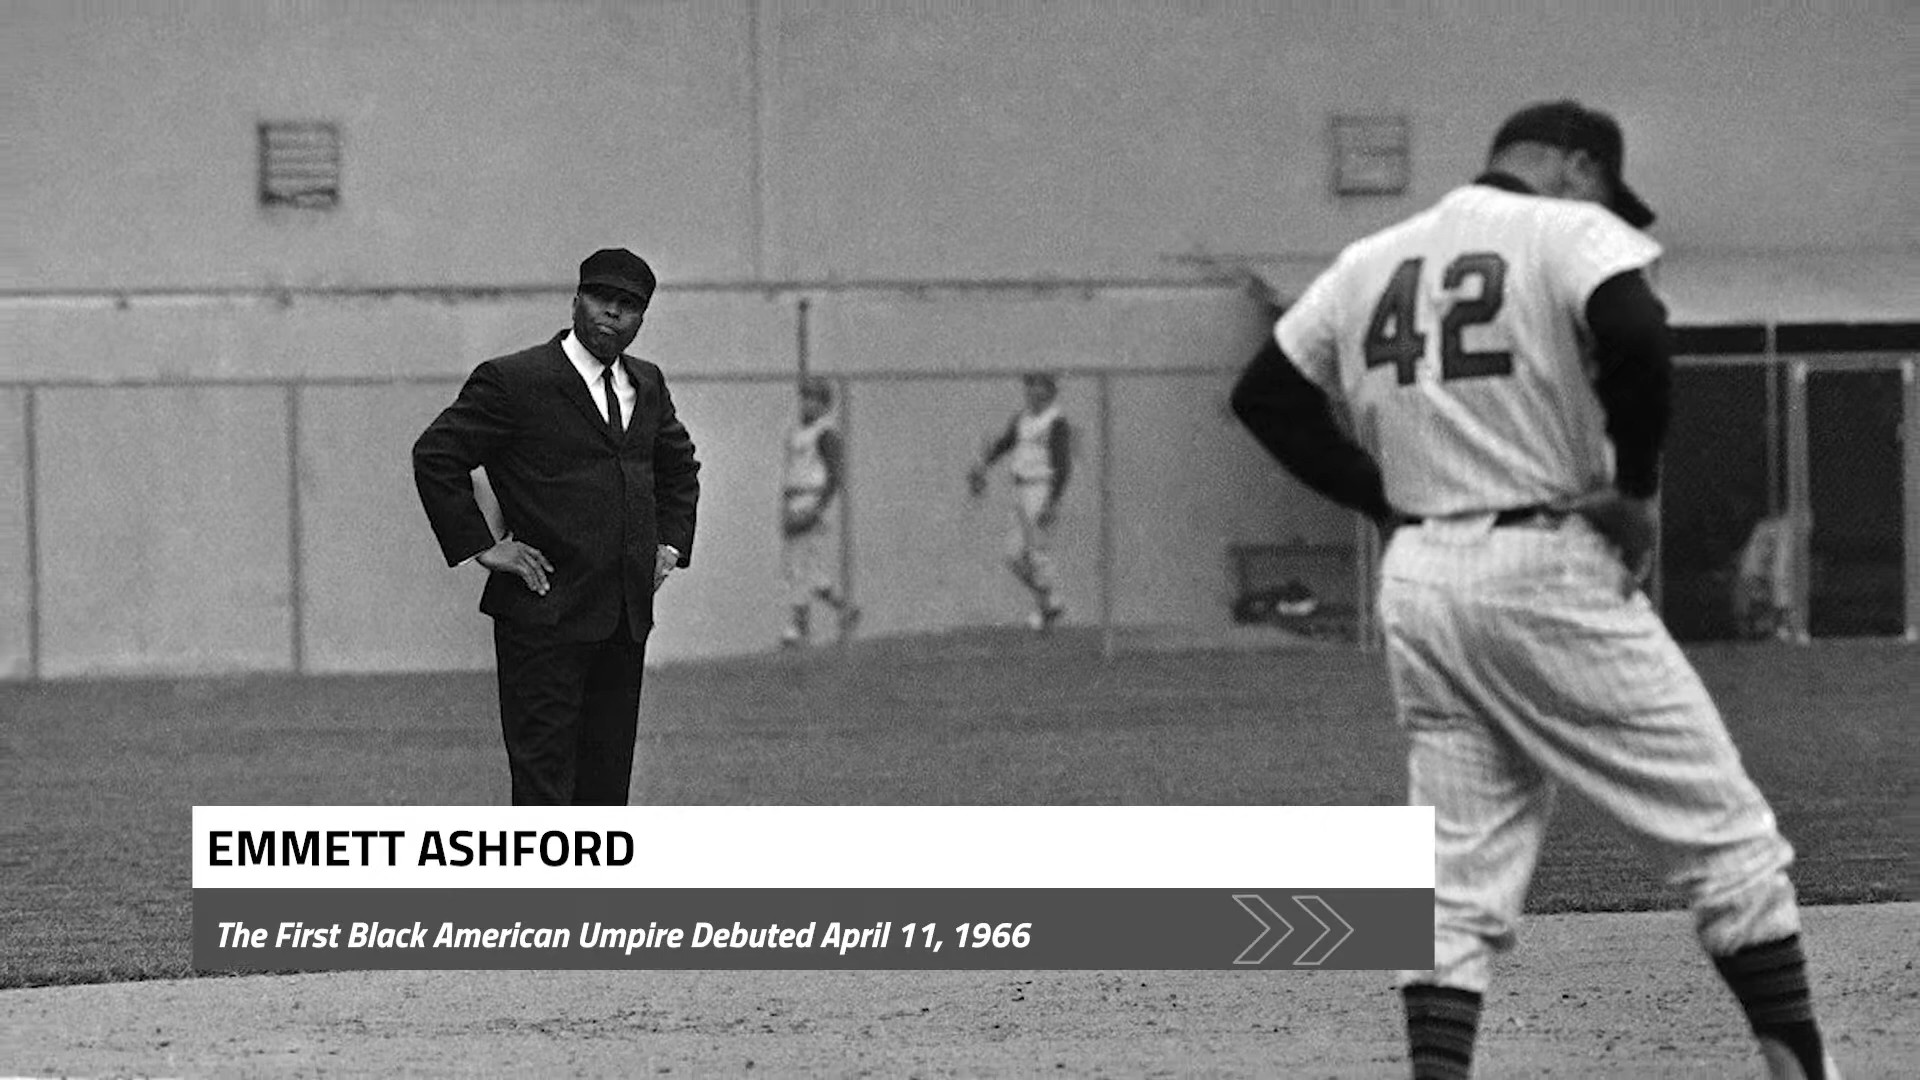 42
EMMETT ASHFORD
The First Black American Umpire Debuted April 11, 1966